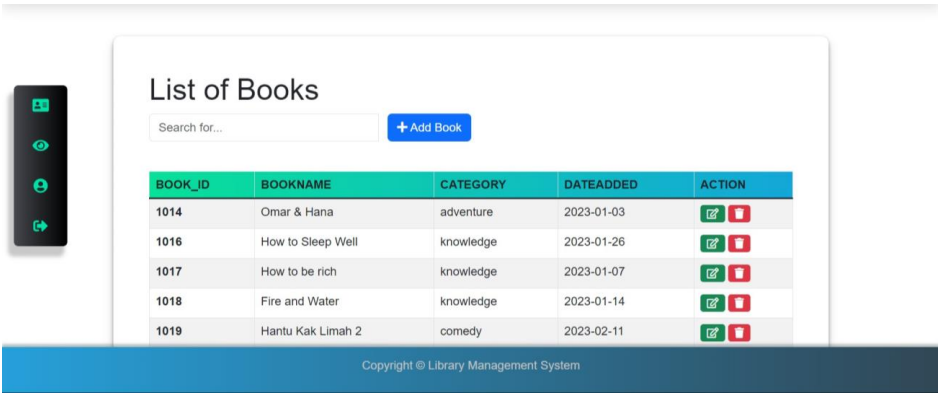 List of Books
Search for...
Add Book
BOOK_ID BOOKNAME CATEGORY DATEADDED ACTION
1014 Omar & Hana adventure 2023-01-03
1016 How to Sleep Well knowledge 2023-01-26
1017 How to be rich knowledge 2023-01-07
1018 Fire and Water knowledge 2023-01-14
1019 Hantu Kak Limah 2 comedy 2023-02-11
Copyright © Library Management System